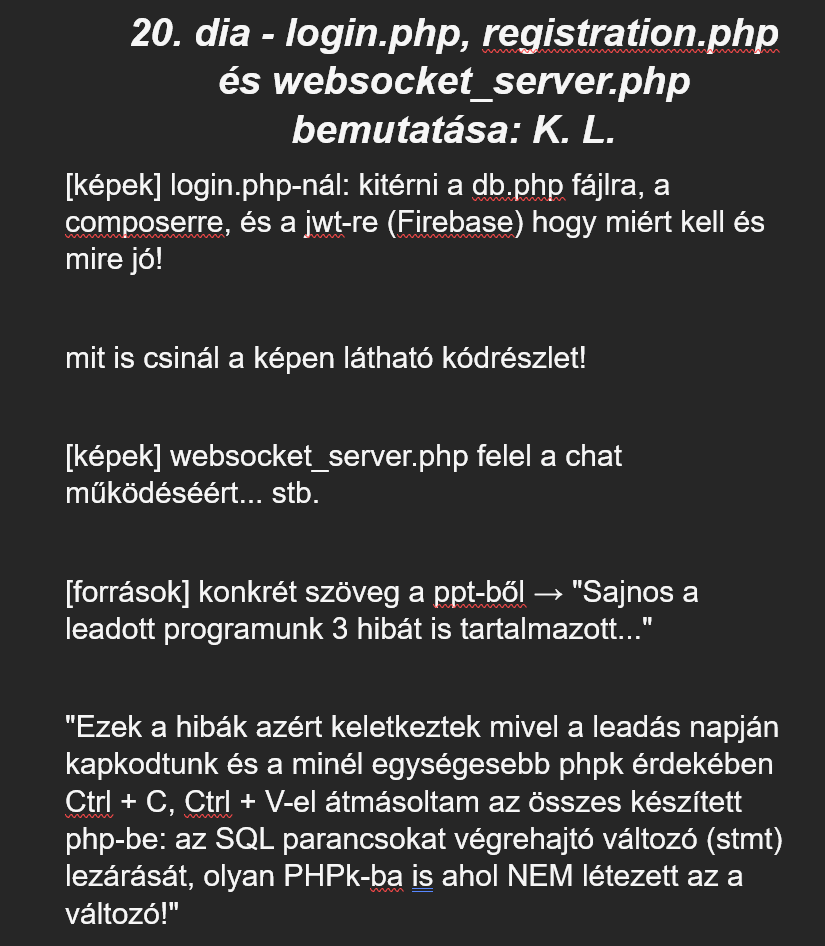 20. dia - login.php, registration.php
és websocket_server.php
bemutatása: K. L.
[képek] login.php-nál: kitérni a db.php fájlra, a
composerre, és a jwt-re (Firebase) hogy miért kell és
mire jó!
mit is csinál a képen látható kódrészlet!
[képek] websocket_server.php felel a chat
működéséért... stb.
[források] konkrét szöveg a ppt-ből → "Sajnos a
leadott programunk 3 hibát is tartalmazott..."
"Ezek a hibák azért keletkeztek mivel a leadás napján
kapkodtunk és a minél egységesebb phpk érdekében
Ctrl + C, Ctrl + V-el átmásoltam az összes készített
php-be: az SQL parancsokat végrehajtó változó (stmt)
lezárását, olyan PHPk-ba is ahol NEM létezett az a
változó!"